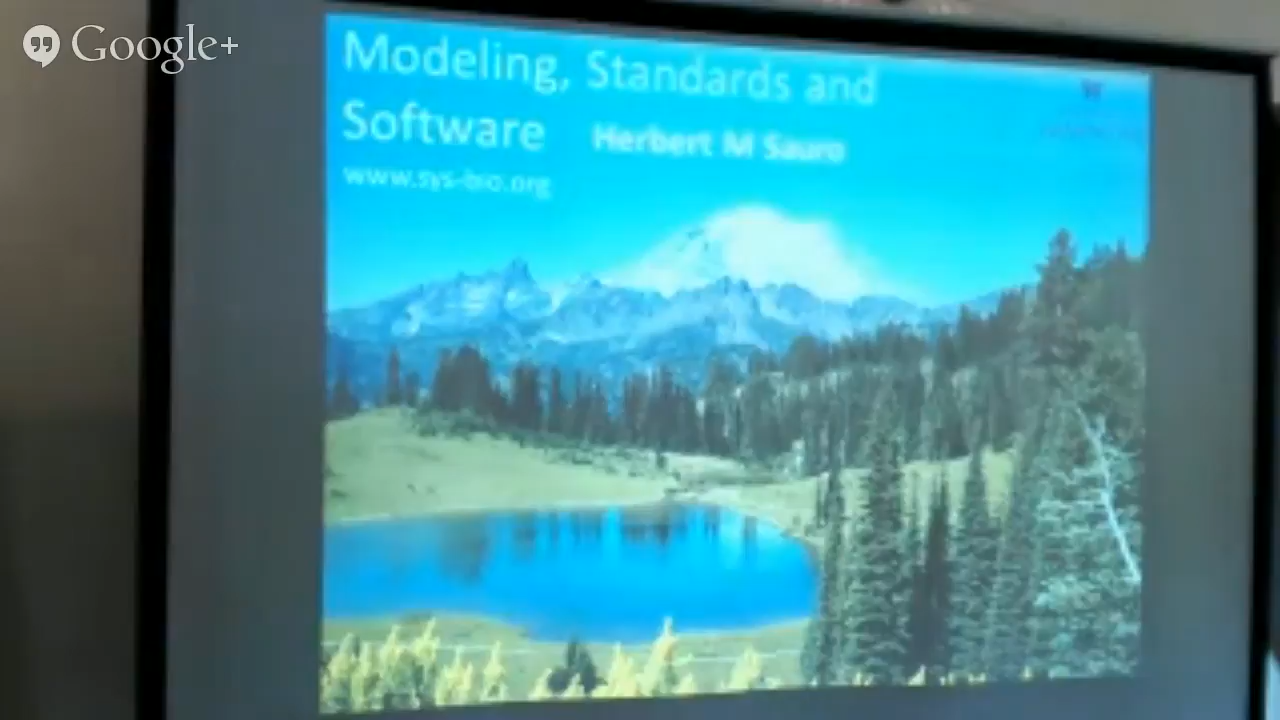 Google+
Modeling, Standards and
Software Herbert M Sauro
www.sys-bio.org